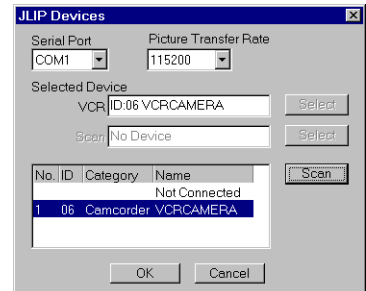 JLIP Devices
Serial Port Picture Transfer Rate
COM1 115200
Selected Device
VCR ID:06 VCRCAMERA Select
Scan No Device Select
No. ID Category Name Scan
Not Connected
1 06 Camcorder VCRCAMERA
OK Cancel